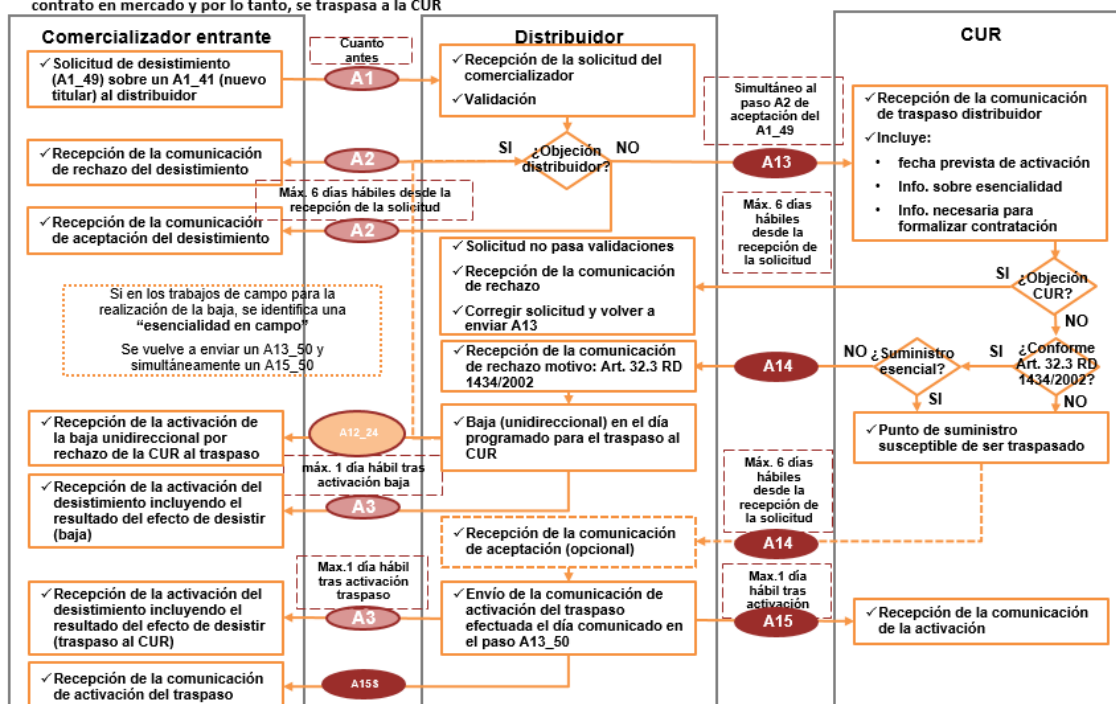 contrato en mercado y por lo tanto, se traspasa a la CUR
Comercializador entrante
✓Solicitud de desistimiento
(A1_49) sobre un A1_41 (nuevo
titular) al distribuidor
✓Recepción de la comunicación
de rechazo del desistimiento
✓Recepción de la comunicación
de aceptación del desistimiento
Si en los trabajos de campo para la
realización de la baja, se identifica una
“esencialidad en campo”
Se vuelve a enviar un A13_50 y
simultáneamente un A15_50
✓Recepción de la activación de
la baja unidireccional por
rechazo de la CUR al traspaso
✓Recepción de la activación del
desistimiento incluyendo el
resultado del efecto de desistir
(baja)
✓Recepción de la activación del
desistimiento incluyendo el
resultado del efecto de desistir
(traspaso al CUR)
✓Recepción de la comunicación
de activación del traspaso
Cuanto
antes
A1
A2
Máx. 6 días hábiles desde la
recepción de la solicitud
A2
A12_24
máx. 1 día hábil tras
activación baja
A3
Max.1 día hábil
tras activación
traspaso
A3
A15S
Distribuidor
✓Recepción de la solicitud del
comercializador
✓Validación
SI
¿Objeción
distribuidor?
NO
✓Solicitud no pasa validaciones
✓Recepción de la comunicación
de rechazo
✓Corregir solicitud y volver a
enviar A13
✓Recepción de la comunicación
de rechazo motivo: Art. 32.3 RD
1434/2002
✓Baja (unidireccional) en el día
programado para el traspaso al
CUR
✓Recepción de la comunicación
de aceptación (opcional)
✓Envío de la comunicación de
activación del traspaso
efectuada el día comunicado en
el paso A13_50
Simultáneo al
paso A2 de
aceptación del
A1_49
A13
Máx. 6 días
hábiles
desde la
recepción de
la solicitud
A14
Máx. 6 días
hábiles
desde la
recepción de
la solicitud
A14
Max.1 día
hábil tras
activación
A15
CUR
✓Recepción de la comunicación
de traspaso distribuidor
✓Incluye:
• fecha prevista de activación
• Info. sobre esencialidad
• Info. necesaria para
formalizar contratación
SI
¿Objeción
CUR?
NO
NO
¿Suministro
esencial?
SI
SI
¿Conforme
Art. 32.3 RD
1434/2002?
NO
✓Punto de suministro
susceptible de ser traspasado
✓Recepción de la comunicación
de la activación